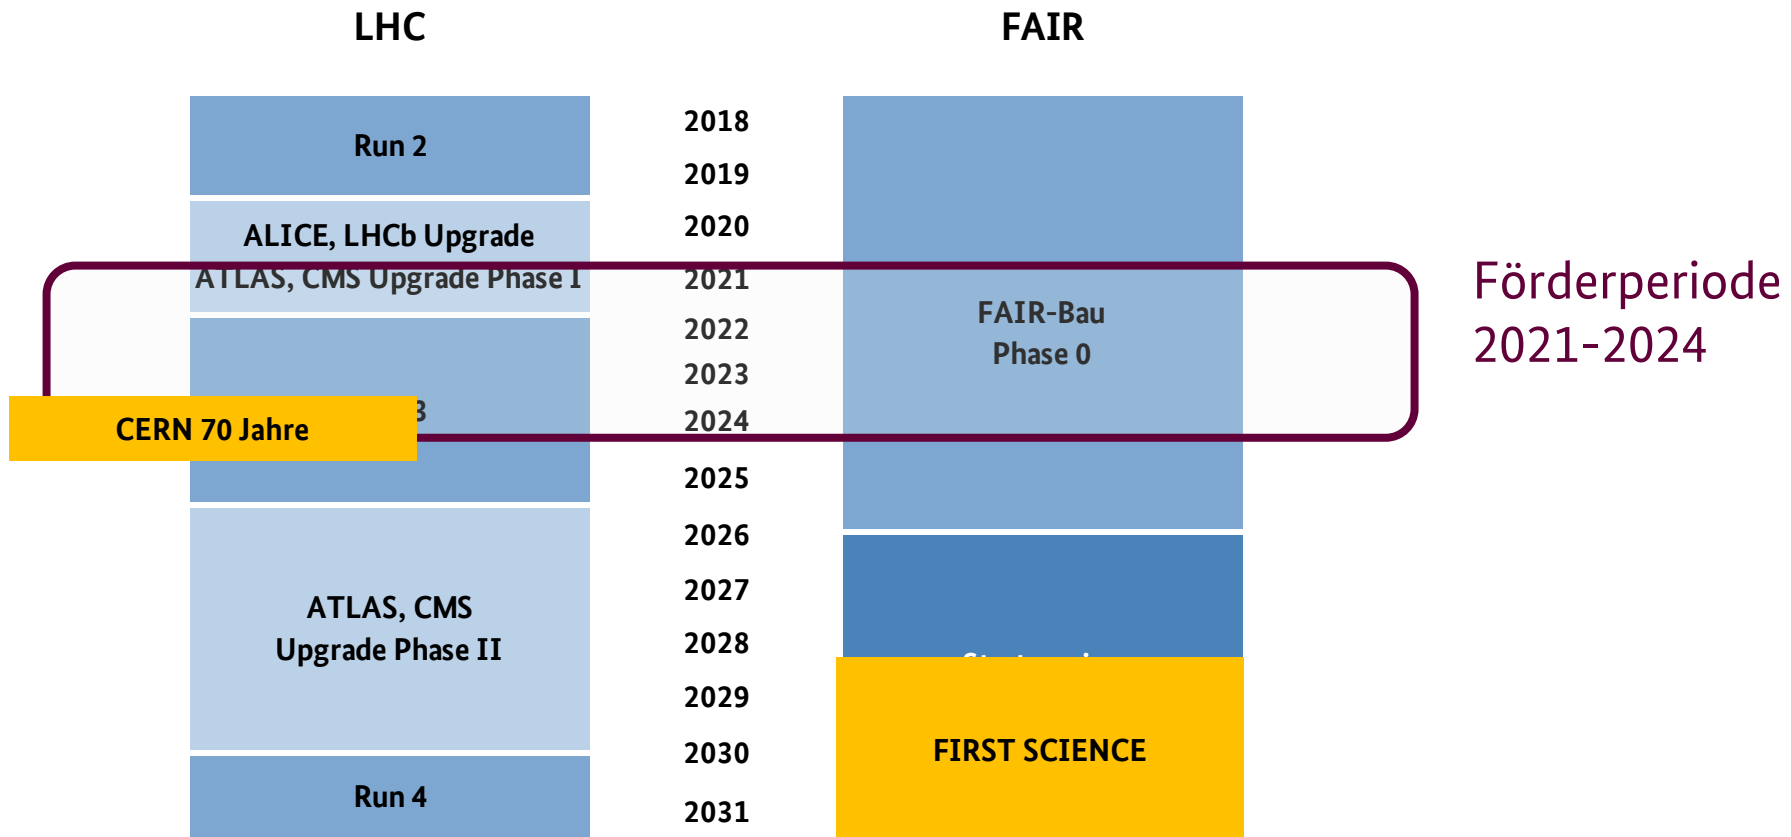 LHC
FAIR
Run 2
ALICE, LHCb Upgrade
ATLAS, CMS Upgrade Phase I
3
CERN 70 Jahre
ATLAS, CMS
Upgrade Phase II
Run 4
2018
2019
2020
2021
2022
2023
2024
2025
2026
2027
2028
2029
2030
2031
FAIR-Bau
Phase 0
FIRST SCIENCE
Förderperiode
2021-2024